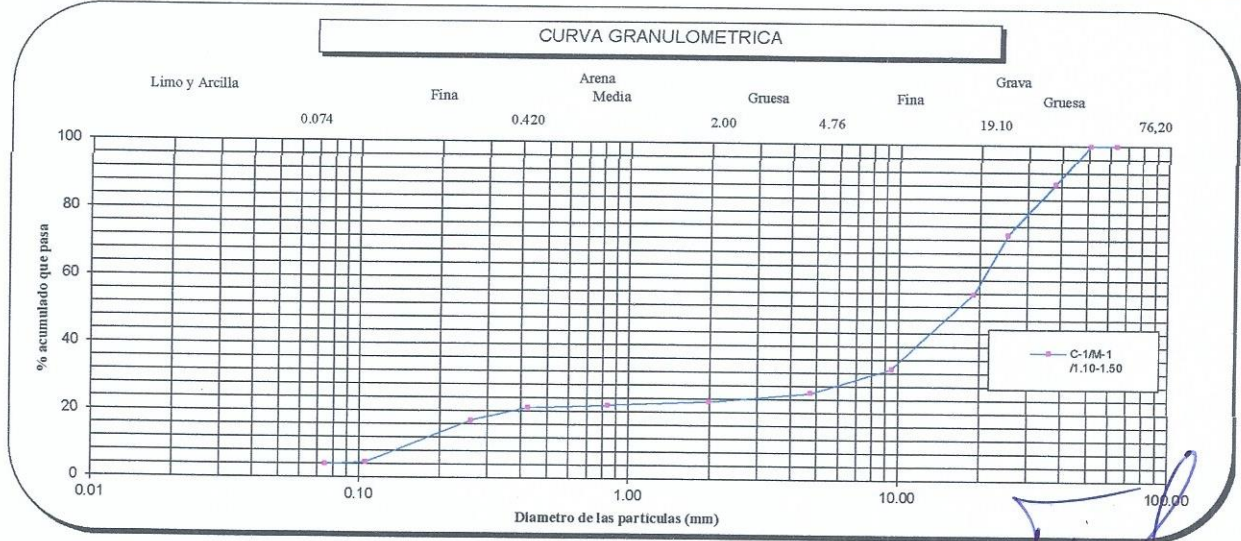 CURVA GRANULOMETRICA
Limo y Arcilla
Arena
Grava
Fina
Media
Gruesa
Fina
Gruesa
0.074
0.420
2.00
4.76
19.10
76,20
100
80
60
40
20
0
% acumulado que pasa
C-1/M-1
/1.10-1.50
0.01
0.10
1.00
10.00
100.00
Diametro de las particulas (mm)